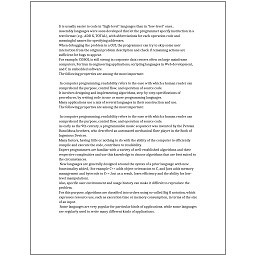 It is usually easier to code in "high-level" languages than in "low-level" ones.
Assembly languages were soon developed that let the programmer specify instruction in a
text format (e.g., ADD X, TOTAL), with abbreviations for each operation code and
meaningful names for specifying addresses.
When debugging the problem in a GUI, the programmer can try to skip some user
interaction from the original problem description and check if remaining actions are
sufficient for bugs to appear.
For example, COBOL is still strong in corporate data centers often on large mainframe
computers, Fortran in engineering applications, scripting languages in Web development,
and C in embedded software.
The following properties are among the most important:

To computer programming, readability refers to the ease with which a human reader can
comprehend the purpose, control flow, and operation of source code.
It involves designing and implementing algorithms, step-by-step specifications of
procedures, by writing code in one or more programming languages.
Many applications use a mix of several languages in their construction and use.
The following properties are among the most important:

In computer programming, readability refers to the ease with which a human reader can
comprehend the purpose, control flow, and operation of source code.
As early as the 9th century, a programmable music sequencer was invented by the Persian
Banu Musa brothers, who described an automated mechanical flute player in the Book of
Ingenious Devices.
Many factors, having little or nothing to do with the ability of the computer to efficiently
compile and execute the code, contribute to readability.
Expert programmers are familiar with a variety of well-established algorithms and their
respective complexities and use this knowledge to choose algorithms that are best suited to
the circumstances.
New languages are generally designed around the syntax of a prior language with new
functionality added, (for example C++ adds object-orientation to C, and Java adds memory
management and bytecode to C++, but as a result, loses efficiency and the ability for low-
level manipulation).
Also, specific user environment and usage history can make it difficult to reproduce the
problem.
For this purpose, algorithms are classified into orders using so-called Big O notation, which
expresses resource use, such as execution time or memory consumption, in terms of the size
of an input.
Some languages are very popular for particular kinds of applications, while some languages
are regularly used to write many different kinds of applications.